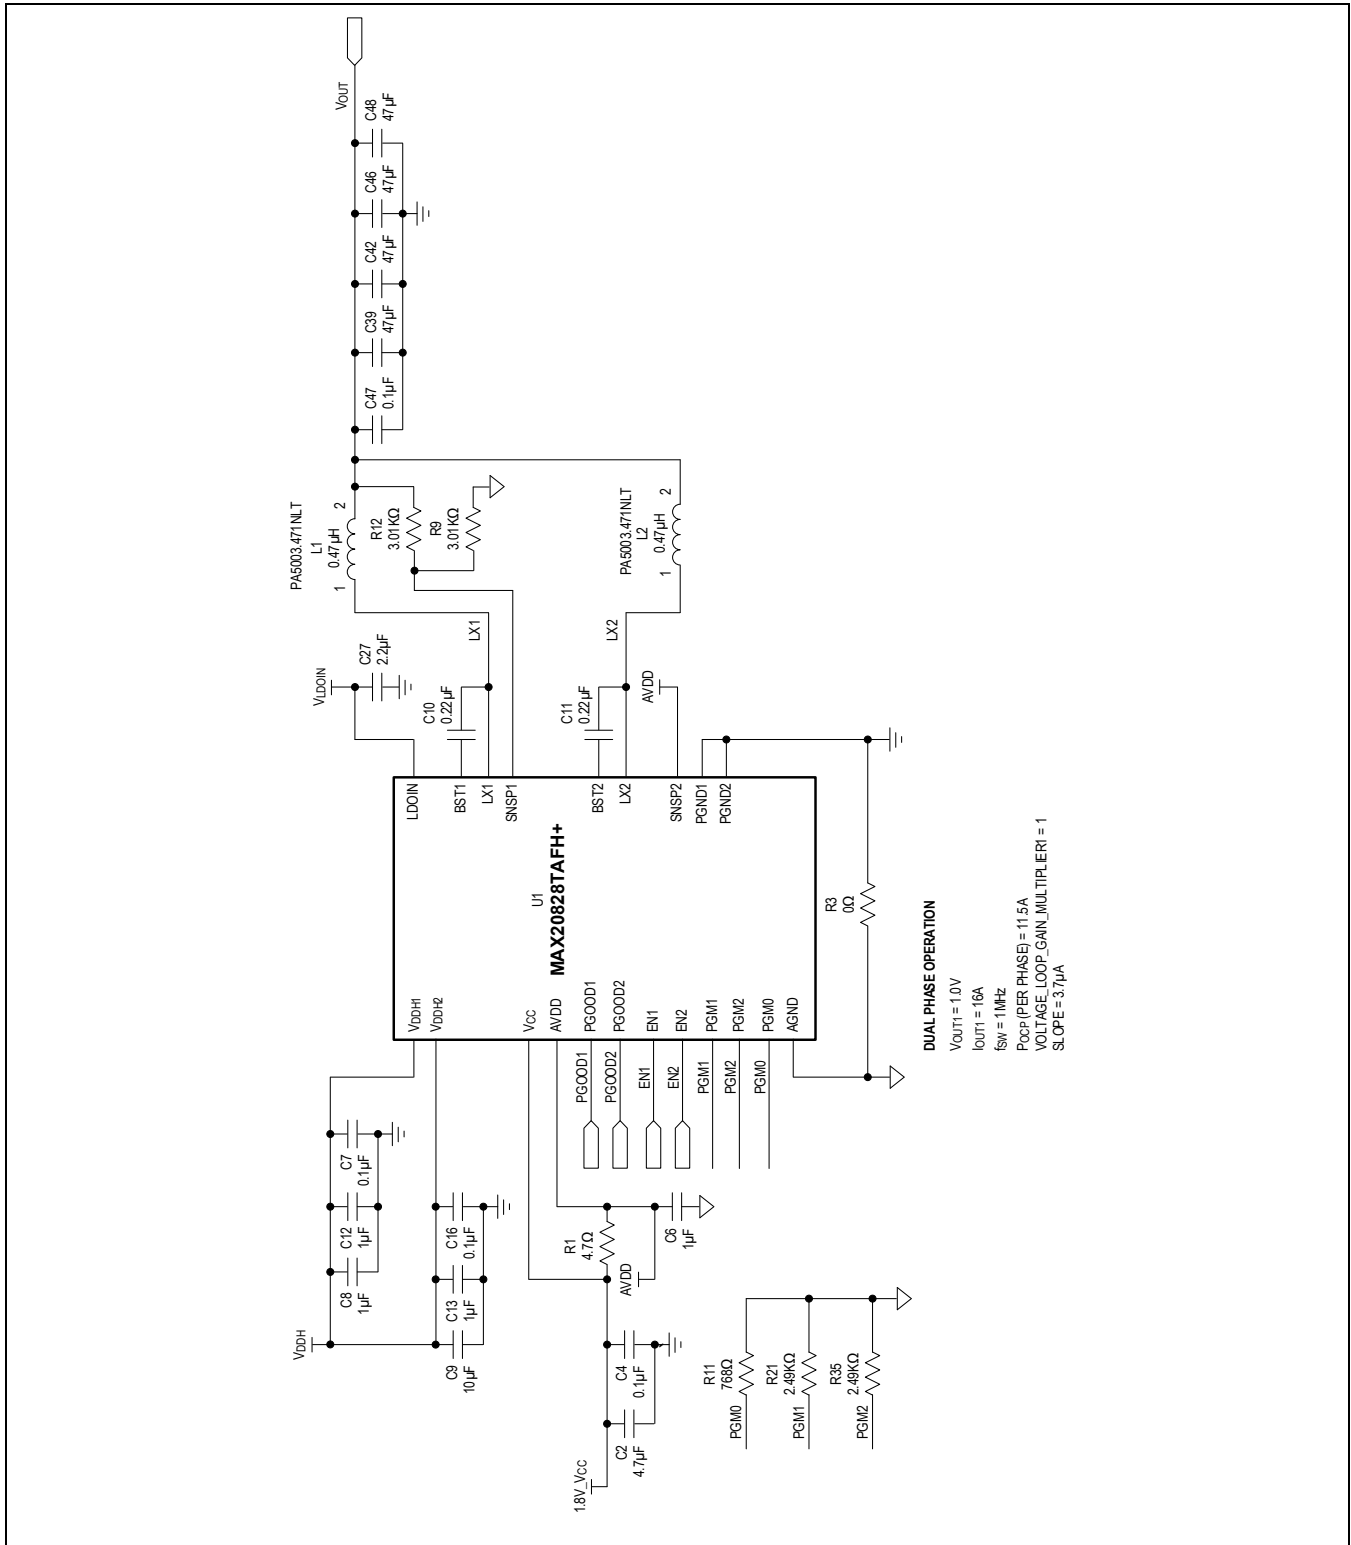 VDDH
C8
1µF
C12
1µF
C7
0.1µF
C9
10µF
C13
1µF
C16
0.1µF
1.8V_VCC
C2
4.7µF
C4
0.1µF
R1
4.7Ω
AVDD
C6
1µF
PGOOD1
PGOOD2
EN1
EN2
PGM1
PGM2
PGM0
VDDH1
VDDH2
VCC
AVDD
PGOOD1
PGOOD2
EN1
EN2
PGM1
PGM2
PGM0
AGND
U1
MAX20828TAFH+
LDOIN
BST1
LX1
SNSP1
BST2
LX2
SNSP2
PGND1
PGND2
VLDOIN
C27
2.2µF
C10
0.22µF
LX1
C11
0.22µF
LX2
AVDD
PA5003.471NLT
L1
0.47µH
1
2
R12
3.01KΩ
R9
3.01KΩ
PA5003.471NLT
L2
0.47µH
1
2
C47
0.1µF
C39
47µF
C42
47µF
C46
47µF
C48
47µF
VOUT
R3
0Ω
PGM0
R11
768Ω
PGM1
R21
2.49KΩ
PGM2
R35
2.49KΩ
DUAL PHASE OPERATION
VOUT1 = 1.0V
IOUT1 = 16A
fSW = 1MHz
POCP (PER PHASE) = 11.5A
VOLTAGE_LOOP_GAIN_MULTIPLIER1 = 1
SLOPE = 3.7µA